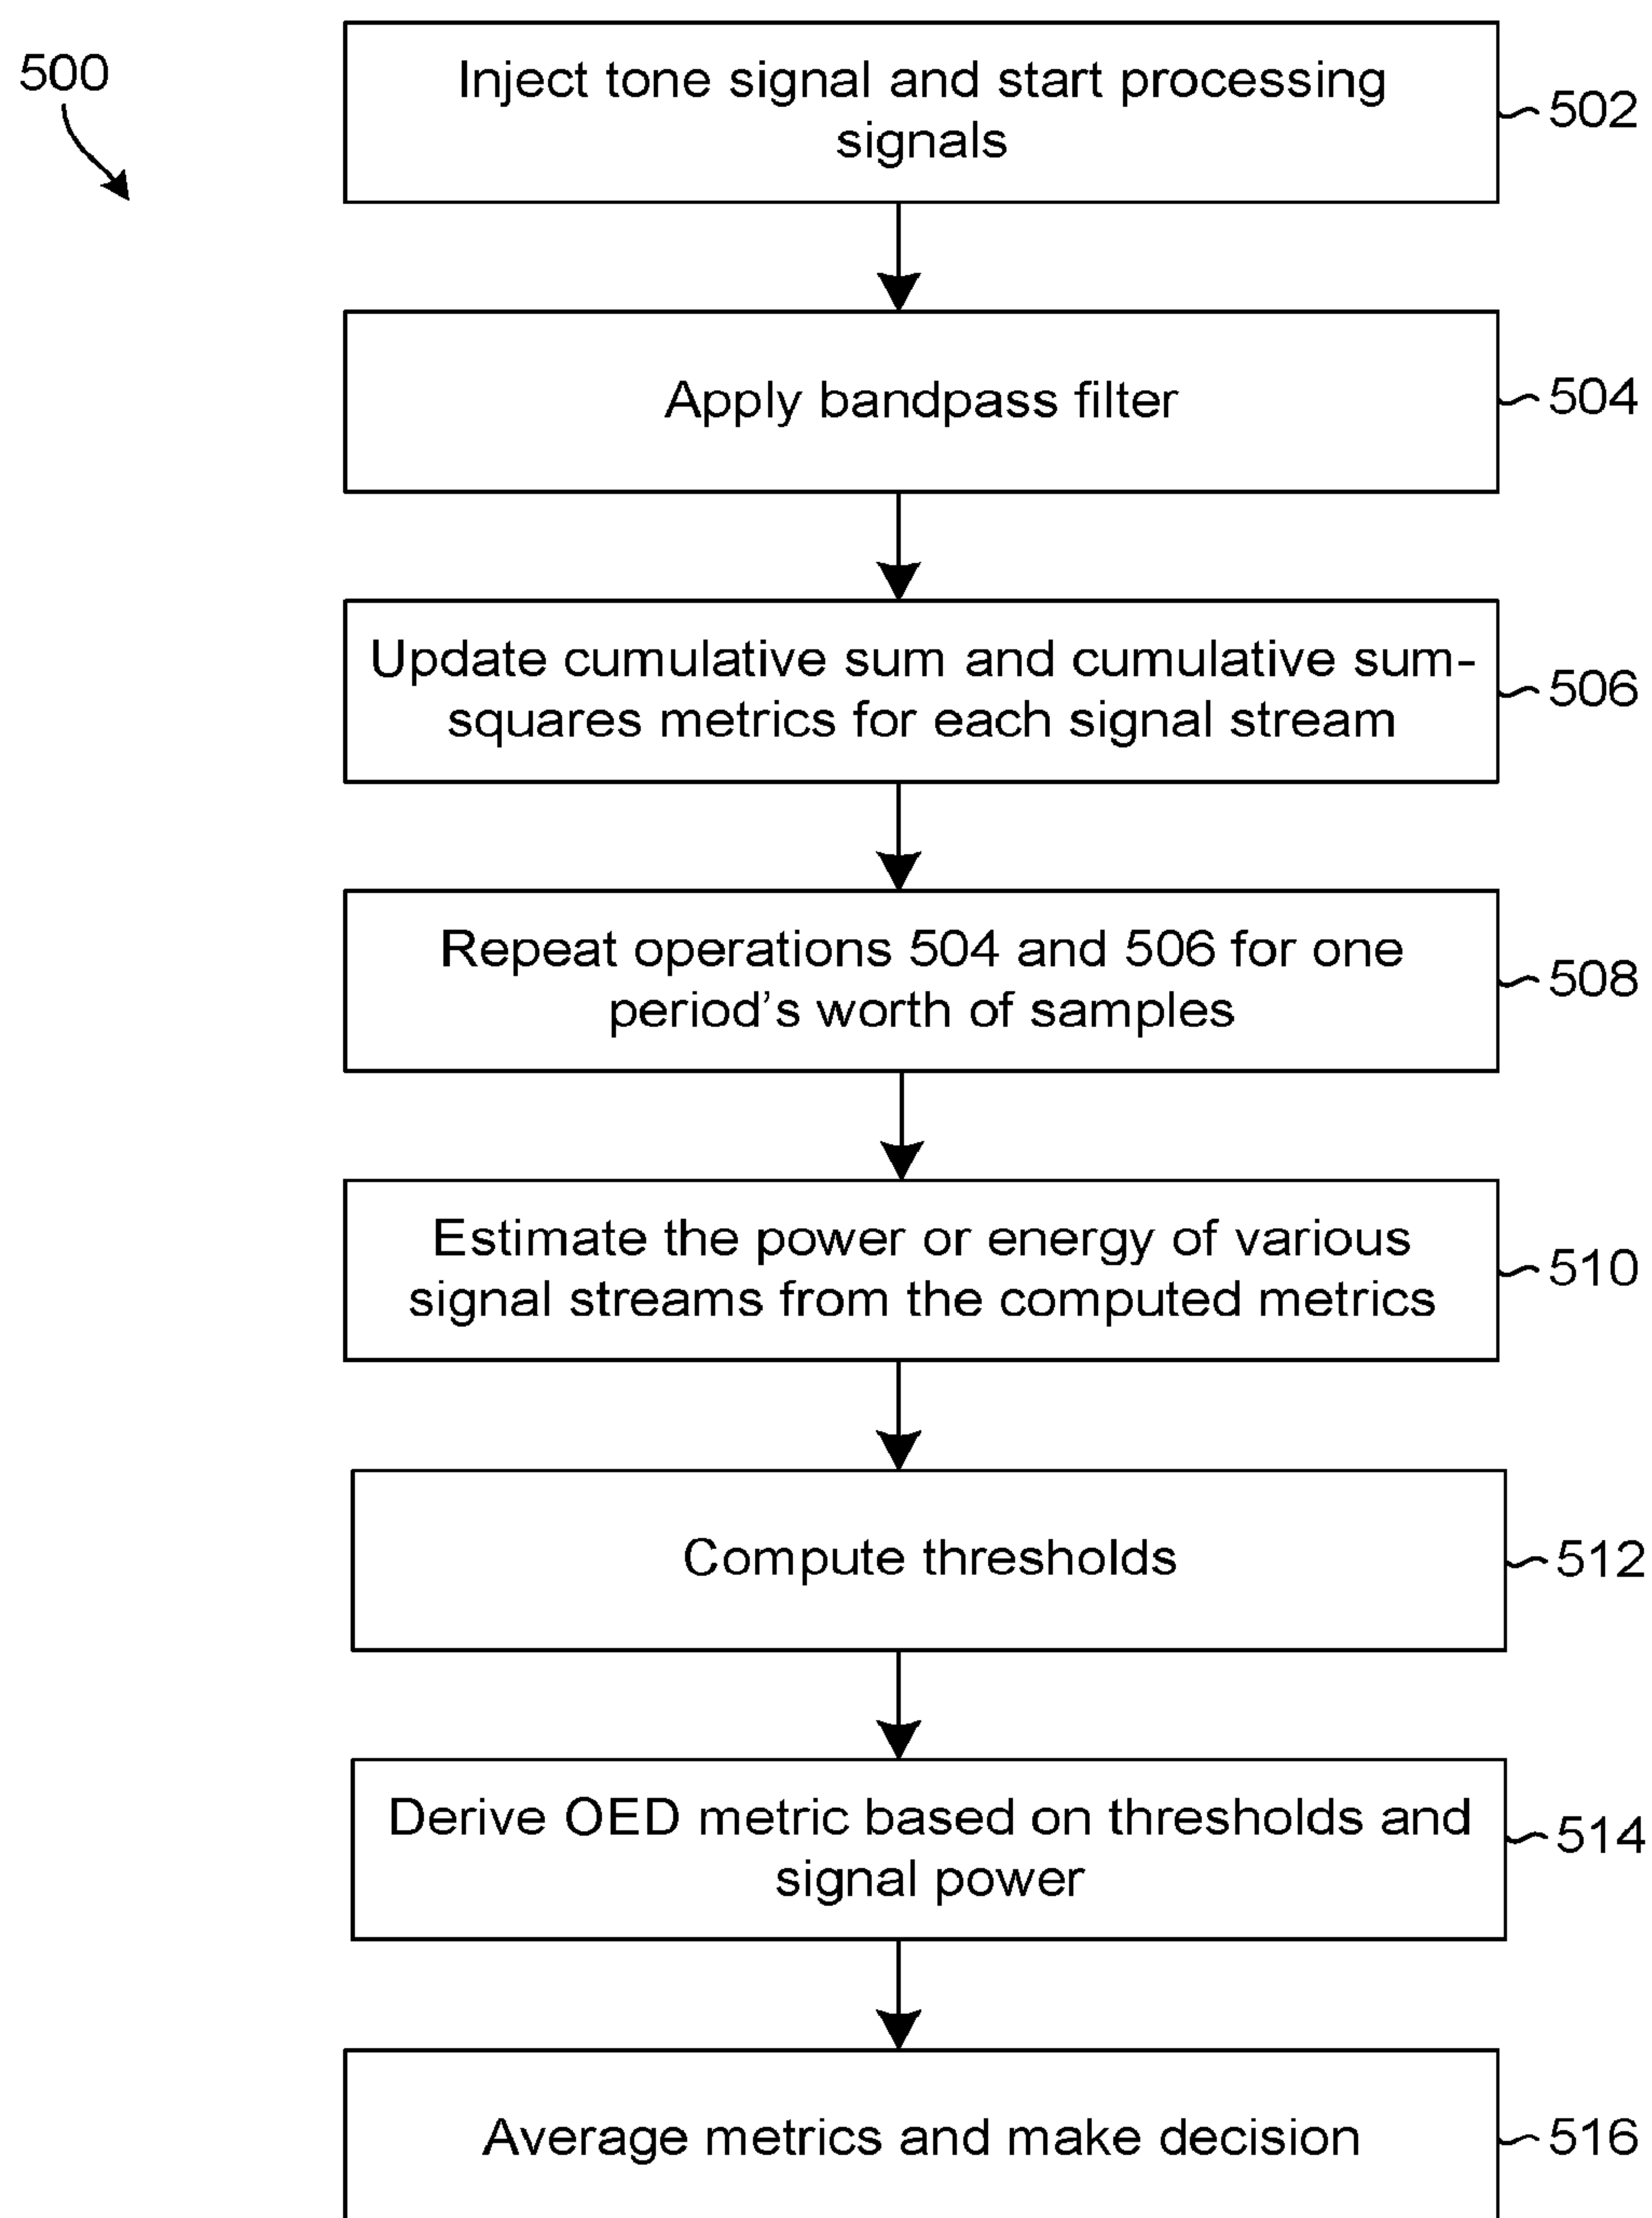 500
Inject tone signal and start processing
signals
502
Apply bandpass filter
504
Update cumulative sum and cumulative sum-
squares metrics for each signal stream
506
Repeat operations 504 and 506 for one
period's worth of samples
508
Estimate the power or energy of various
signal streams from the computed metrics
510
Compute thresholds
512
Derive OED metric based on thresholds and
signal power
514
Average metrics and make decision
516